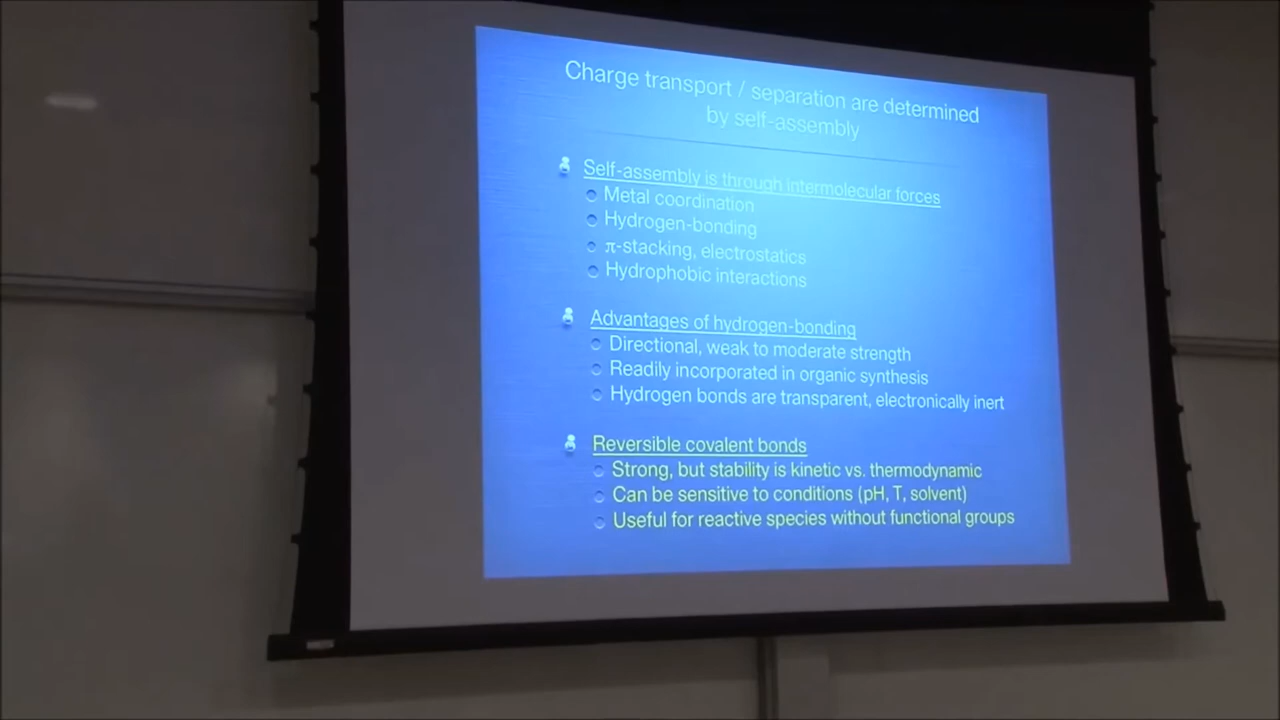 Charge transport / separation are determined
by self-assembly
Self-assembly is through intermolecular forces
Metal coordination
Hydrogen-bonding
π-stacking, electrostatics
Hydrophobic interactions
Advantages of hydrogen-bonding
Directional, weak to moderate strength
Readily incorporated in organic synthesis
Hydrogen bonds are transparent, electronically inert
Reversible covalent bonds
Strong, but stability is kinetic vs. thermodynamic
Can be sensitive to conditions (pH, T, solvent)
Useful for reactive species without functional groups